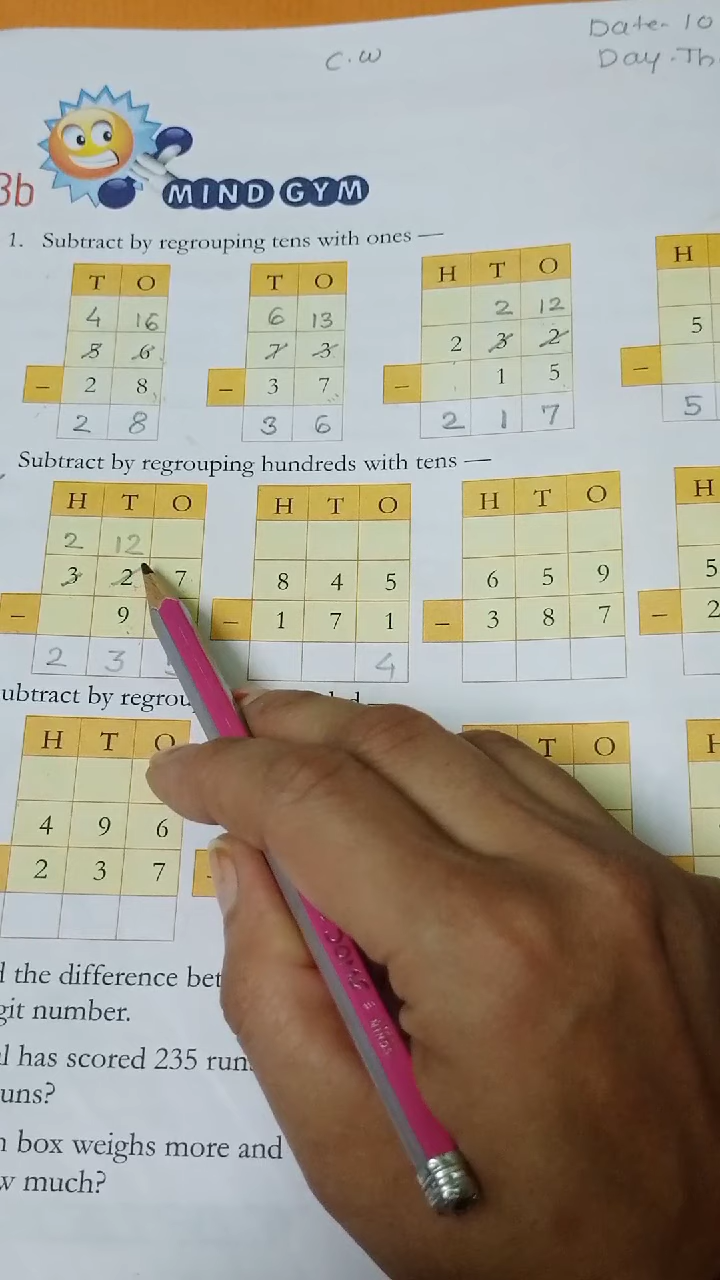 Date- 10
C.W
Day.Th
3b
MIND GYM
1. Subtract by regrouping tens with ones —
T O
4 16
5 6
- 2 8
2 8
T O
6 13
7 3
- 3 7
3 6
H T O
2 12
2 3 2
- 1 5
2 1 7
H
5
-
5
Subtract by regrouping hundreds with tens —
H T O
2 12
3 2 7
- 9
2 3
H T O
8 4 5
- 1 7 1
4
H T O
6 5 9
- 3 8 7
H
5
- 2
ubtract by regrou
H T O
4 9 6
2 3 7
T O
the difference bet
git number.
l has scored 235 run
uns?
box weighs more and
w much?